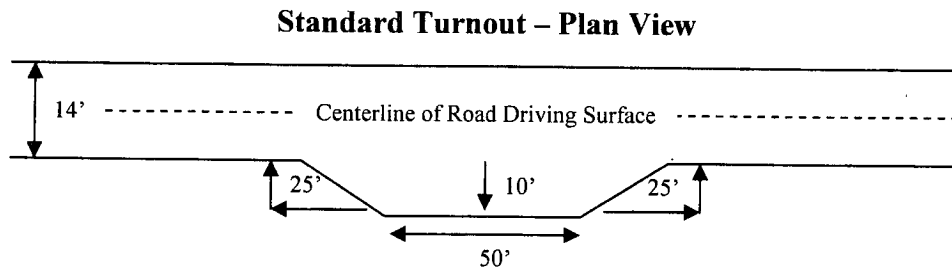 Standard Turnout – Plan View
14’
Centerline of Road Driving Surface
25’
10’
25’
50’